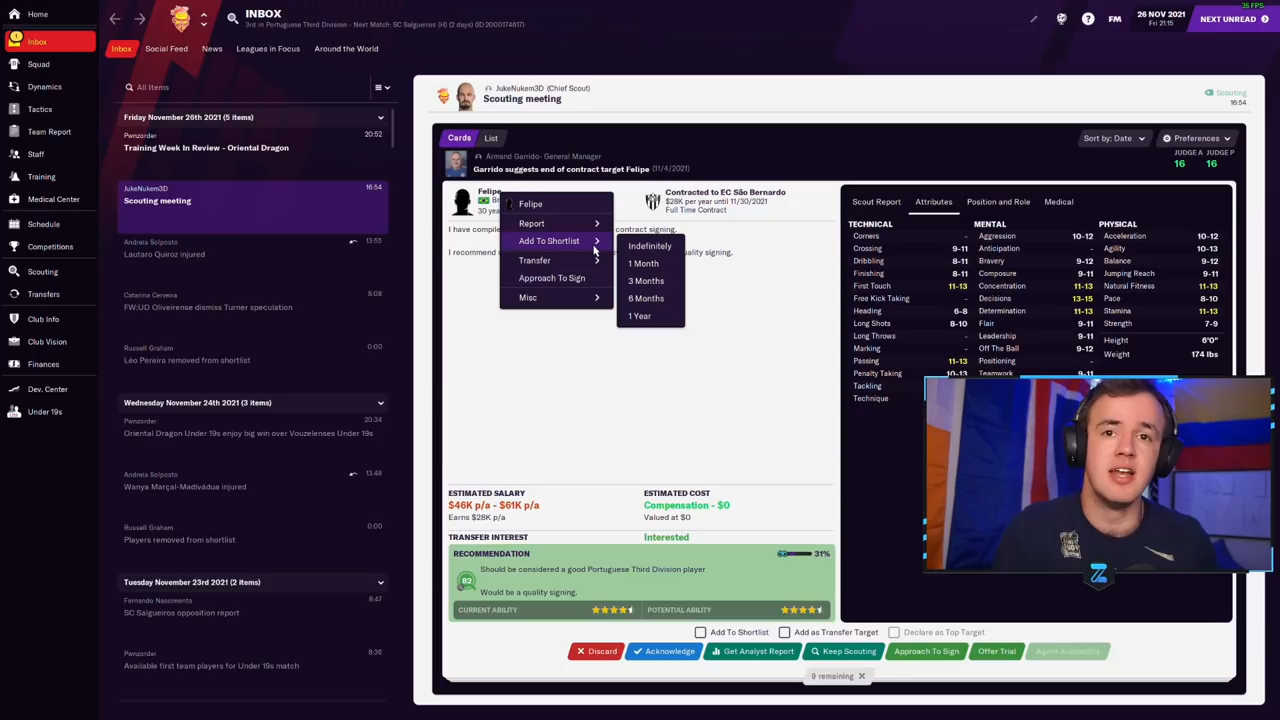 35 FPS
Home
INBOX
3rd in Portuguese Third Division - Next Match: SC Salgueiros (H) (2 days) (ID:2000174617)
FM
26 NOV 2021
Fri 21:15
NEXT UNREAD
1
Inbox
Squad
Dynamics
Tactics
Team Report
Staff
Training
Medical Center
Schedule
Competitions
Scouting
Transfers
Club Info
Club Vision
Finances
Dev. Center
Under 19s
Inbox
Social Feed
News
Leagues in Focus
Around the World
All Items
Friday November 26th 2021 (5 items)
Pwnzorder
20:52
Training Week In Review - Oriental Dragon
JukeNukem3D
16:54
Scouting meeting
Andreia Solposto
13:55
Lautaro Quiroz injured
Catarina Cerveira
8:08
FW:UD Oliveirense dismiss Turner speculation
Russell Graham
0:00
Léo Pereira removed from shortlist
Wednesday November 24th 2021 (3 items)
Pwnzorder
20:34
Oriental Dragon Under 19s enjoy big win over Vouzelenses Under 19s
Andreia Solposto
13:48
Wanya Marçal-Madivádua injured
Russell Graham
0:00
Players removed from shortlist
Tuesday November 23rd 2021 (2 items)
Fernando Nascimento
8:47
SC Salgueiros opposition report
Pwnzorder
8:36
Available first team players for Under 19s match
JukeNukem3D (Chief Scout)
Scouting meeting
Scouting
16:54
Cards
List
Sort by: Date
Preferences
Armand Garrido- General Manager
Garrido suggests end of contract target Felipe (11/4/2021)
JUDGE A
16
JUDGE P
16
Felipe
Br
30 yea
I have compile
contract signing.
I recommend s
quality signing.
Contracted to EC São Bernardo
$28K per year until 11/30/2021
Full Time Contract
Felipe
Report
Add To Shortlist
Transfer
Approach To Sign
Misc
Indefinitely
1 Month
3 Months
6 Months
1 Year
Scout Report
Attributes
Position and Role
Medical
TECHNICAL
Corners -
Crossing 9-11
Dribbling 8-11
Finishing 8-11
First Touch 11-13
Free Kick Taking -
Heading 6-8
Long Shots 8-10
Long Throws -
Marking -
Passing 11-13
Penalty Taking 10-13
Tackling
Technique
MENTAL
Aggression 10-12
Anticipation -
Bravery 9-12
Composure 9-11
Concentration 11-13
Decisions 13-15
Determination 11-13
Flair 9-11
Leadership 9-11
Off The Ball 9-12
Positioning -
Teamwork 9-11
PHYSICAL
Acceleration 10-12
Agility 10-13
Balance 9-12
Jumping Reach 9-11
Natural Fitness 11-13
Pace 8-10
Stamina 11-13
Strength 7-9
Height 6'0"
Weight 174 lbs
ESTIMATED SALARY
$46K p/a - $61K p/a
Earns $28K p/a
ESTIMATED COST
Compensation - $0
Valued at $0
TRANSFER INTEREST
Interested
RECOMMENDATION
31%
82
Should be considered a good Portuguese Third Division player
Would be a quality signing.
CURRENT ABILITY
POTENTIAL ABILITY
Add To Shortlist
Add as Transfer Target
Declare as Top Target
Discard
Acknowledge
Get Analyst Report
Keep Scouting
Approach To Sign
Offer Trial
Agent Availability
9 remaining